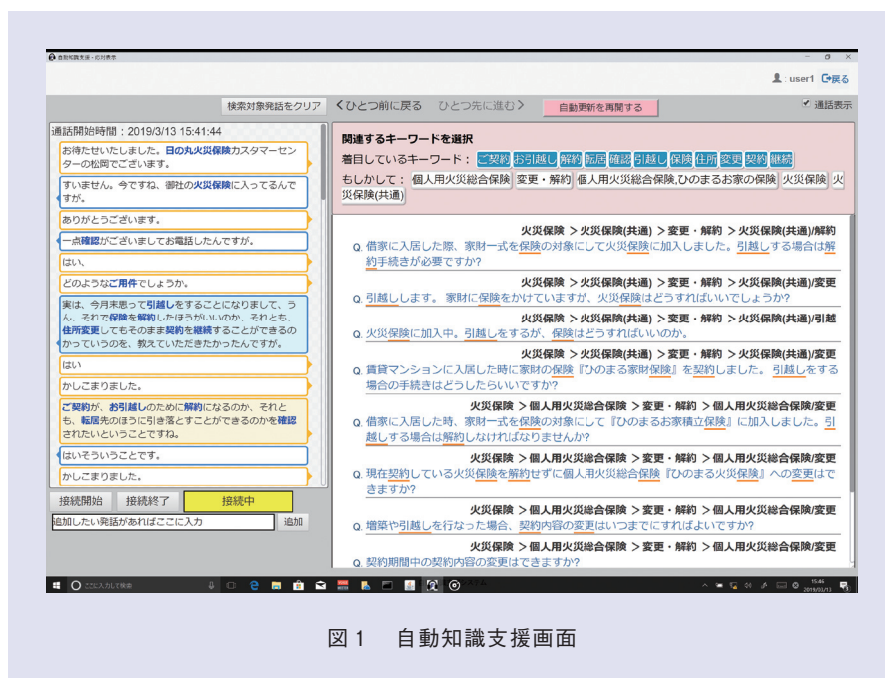 自動知識支援 - 応対表示
: user1 戻る
検索対象発話をクリア
ひとつ前に戻る ひとつ先に進む 自動更新を再開する 通話表示
通話開始時間：2019/3/13 15:41:44
お待たせいたしました。日の丸火災保険カスタマーセン
ターの松岡でございます。
すいません。今ですね、御社の火災保険に入ってるんで
すが。
ありがとうございます。
一点確認がございましてお電話したんですが。
はい、
どのようなご用件でしょうか。
実は、今月末思って引越しをすることになりまして、う
ん、それで保険を解約したほうがいいのか、それとも、
住所変更してもそのまま契約を継続することができるの
かっていうのを、教えていただきたかったんですが。
はい
かしこまりました。
ご契約が、お引越しのために解約になるのか、それと
も、転居先のほうに引き落とすことができるのかを確認
されたいということですね。
はいそういうことです。
かしこまりました。
接続開始 接続終了 接続中
追加したい発話があればここに入力 追加
関連するキーワードを選択
着目しているキーワード： ご契約 お引越し 解約 転居 確認 引越し 保険 住所 変更 契約 継続
もしかして： 個人用火災総合保険 変更・解約 個人用火災総合保険,ひのまるお家の保険 火災保険 火
災保険(共通)
火災保険 > 火災保険(共通) > 変更・解約 > 火災保険(共通)/解約
Q. 借家に入居した際、家財一式を保険の対象にして火災保険に加入しました。引越しする場合は解
約手続きが必要ですか?
火災保険 > 火災保険(共通) > 変更・解約 > 火災保険(共通)/変更
Q. 引越しします。 家財に保険をかけていますが、火災保険はどうすればいいでしょうか?
火災保険 > 火災保険(共通) > 変更・解約 > 火災保険(共通)/引越
Q. 火災保険に加入中。引越しをするが、保険はどうすればいいのか。
火災保険 > 火災保険(共通) > 変更・解約 > 火災保険(共通)/変更
Q. 賃貸マンションに入居した時に家財の保険『ひのまる家財保険』を契約しました。 引越しをする
場合の手続きはどうしたらいいですか?
火災保険 > 個人用火災総合保険 > 変更・解約 > 個人用火災総合保険/変更
Q. 借家に入居した時、家財一式を保険の対象にして『ひのまるお家積立保険』に加入しました。引
越しする場合は解約しなければなりませんか?
火災保険 > 個人用火災総合保険 > 変更・解約 > 個人用火災総合保険/変更
Q. 現在契約している火災保険を解約せずに個人用火災総合保険『ひのまる火災保険』への変更はで
きますか?
火災保険 > 個人用火災総合保険 > 変更・解約 > 個人用火災総合保険/変更
Q. 増築や引越しを行なった場合、契約内容の変更はいつまでにすればよいですか?
火災保険 > 個人用火災総合保険 > 変更・解約 > 個人用火災総合保険/変更
Q. 契約期間中の契約内容の変更はできますか?
ここに入力して検索
15:46
2019/03/13
図1 自動知識支援画面